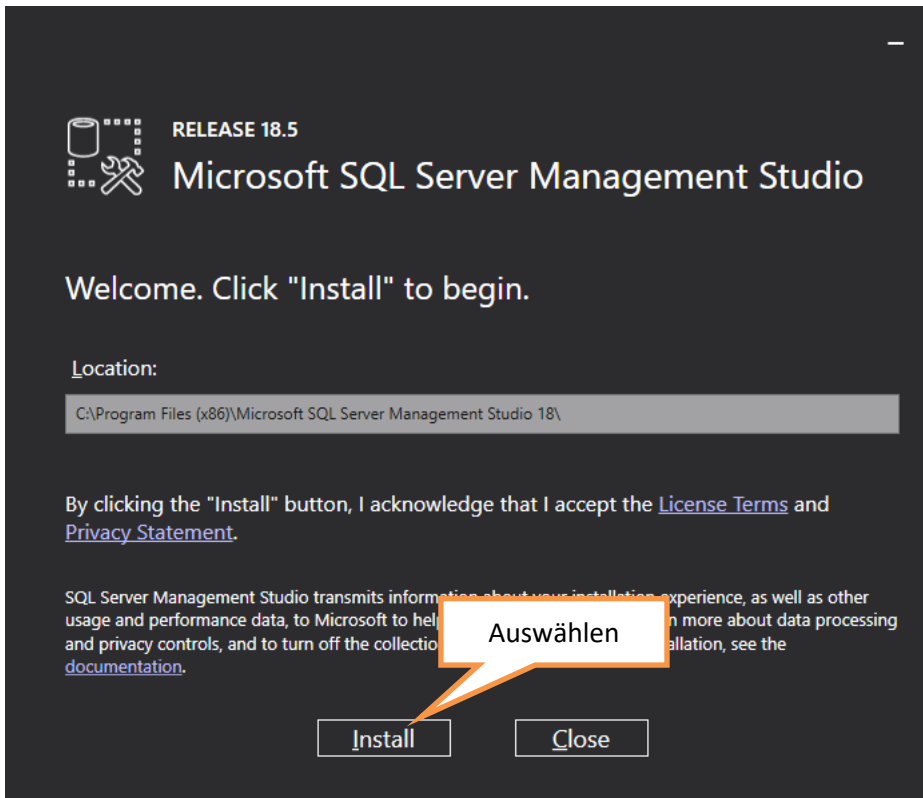 RELEASE 18.5
Microsoft SQL Server Management Studio
Welcome. Click "Install" to begin.
Location:
C:\Program Files (x86)\Microsoft SQL Server Management Studio 18\
By clicking the "Install" button, I acknowledge that I accept the License Terms and
Privacy Statement.
SQL Server Management Studio transmits information about your installation experience, as well as other
usage and performance data, to Microsoft to more about data processing
and privacy controls, and to turn off the see the
documentation.
Auswählen
Install
Close